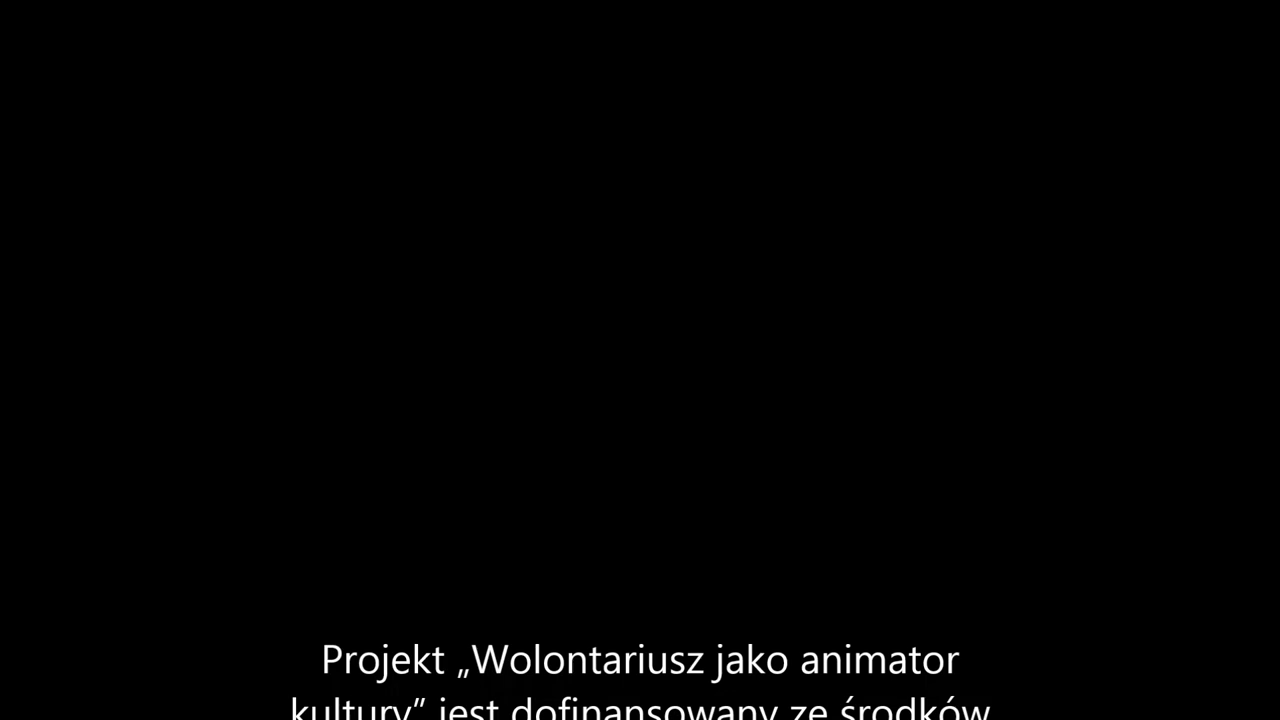 Projekt „Wolontariusz jako animator
kultury” jest dofinansowany ze środków